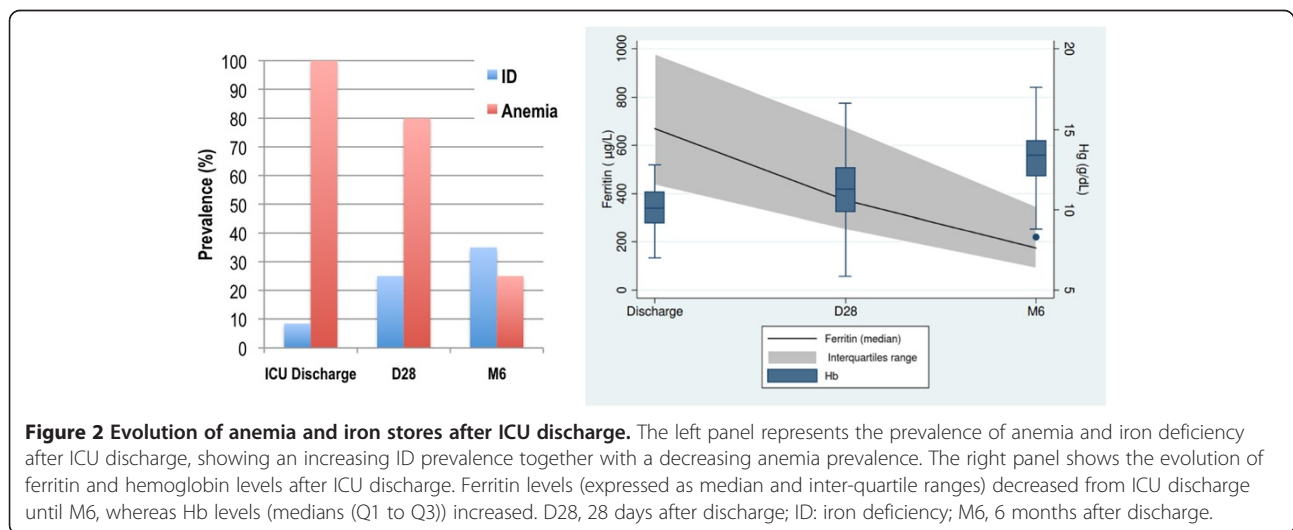 100
90
80
70
60
50
40
30
20
10
0
Prevalence (%)
ID
Anemia
ICU Discharge D28 M6
1000
800
600
400
200
0
Ferritin ( µg/L)
20
15
10
5
Hg (g/dL)
Discharge D28 M6
Ferritin (median)
Interquartiles range
Hb
Figure 2 Evolution of anemia and iron stores after ICU discharge. The left panel represents the prevalence of anemia and iron deficiency
after ICU discharge, showing an increasing ID prevalence together with a decreasing anemia prevalence. The right panel shows the evolution of
ferritin and hemoglobin levels after ICU discharge. Ferritin levels (expressed as median and inter-quartile ranges) decreased from ICU discharge
until M6, whereas Hb levels (medians (Q1 to Q3)) increased. D28, 28 days after discharge; ID: iron deficiency; M6, 6 months after discharge.